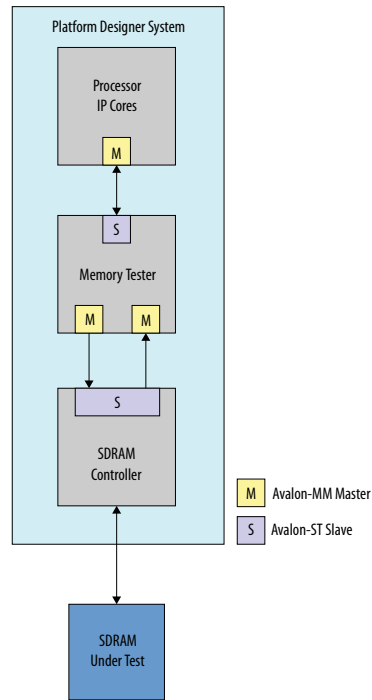 Platform Designer System
Processor
IP Cores
M
S
Memory Tester
M M
S
SDRAM
Controller
M Avalon-MM Master
S Avalon-ST Slave
SDRAM
Under Test